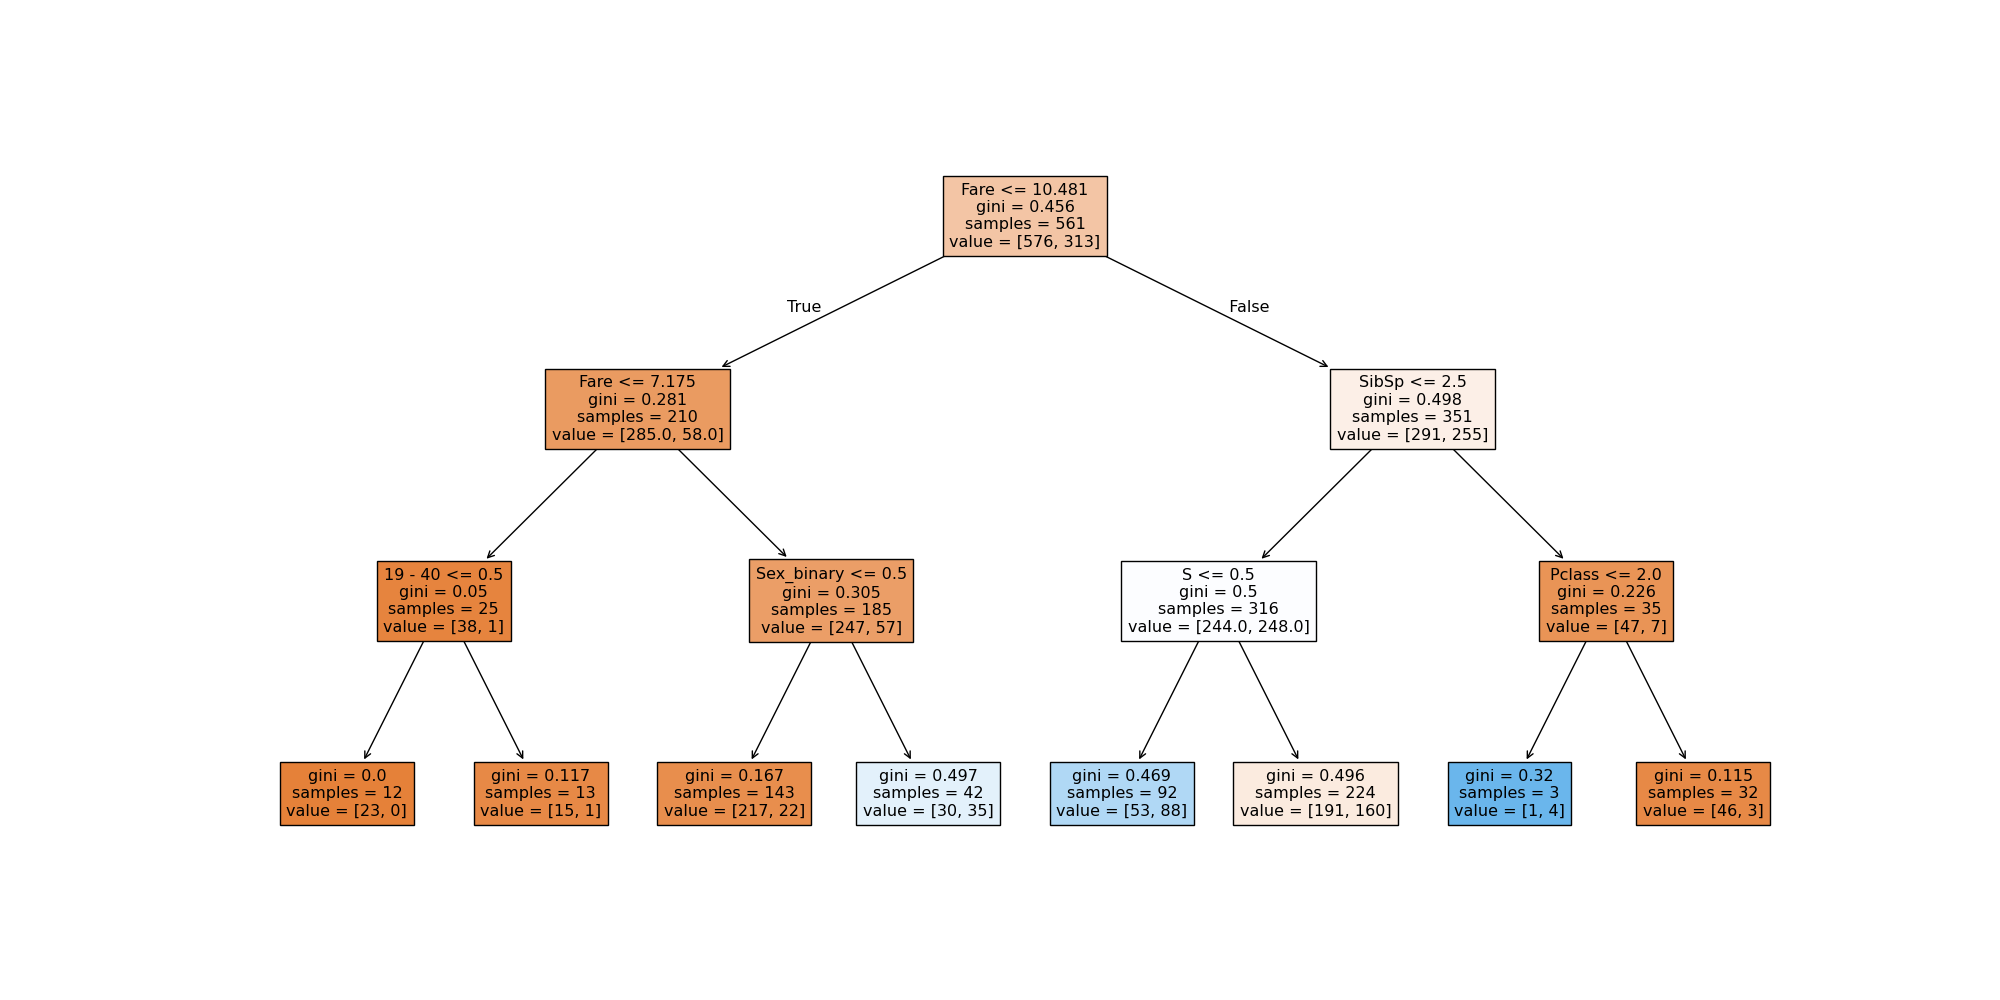 Fare <= 10.481
gini = 0.456
samples = 561
value = [576, 313]
True
False
Fare <= 7.175
gini = 0.281
samples = 210
value = [285.0, 58.0]
SibSp <= 2.5
gini = 0.498
samples = 351
value = [291, 255]
19 - 40 <= 0.5
gini = 0.05
samples = 25
value = [38, 1]
Sex_binary <= 0.5
gini = 0.305
samples = 185
value = [247, 57]
S <= 0.5
gini = 0.5
samples = 316
value = [244.0, 248.0]
Pclass <= 2.0
gini = 0.226
samples = 35
value = [47, 7]
gini = 0.0
samples = 12
value = [23, 0]
gini = 0.117
samples = 13
value = [15, 1]
gini = 0.167
samples = 143
value = [217, 22]
gini = 0.497
samples = 42
value = [30, 35]
gini = 0.469
samples = 92
value = [53, 88]
gini = 0.496
samples = 224
value = [191, 160]
gini = 0.32
samples = 3
value = [1, 4]
gini = 0.115
samples = 32
value = [46, 3]